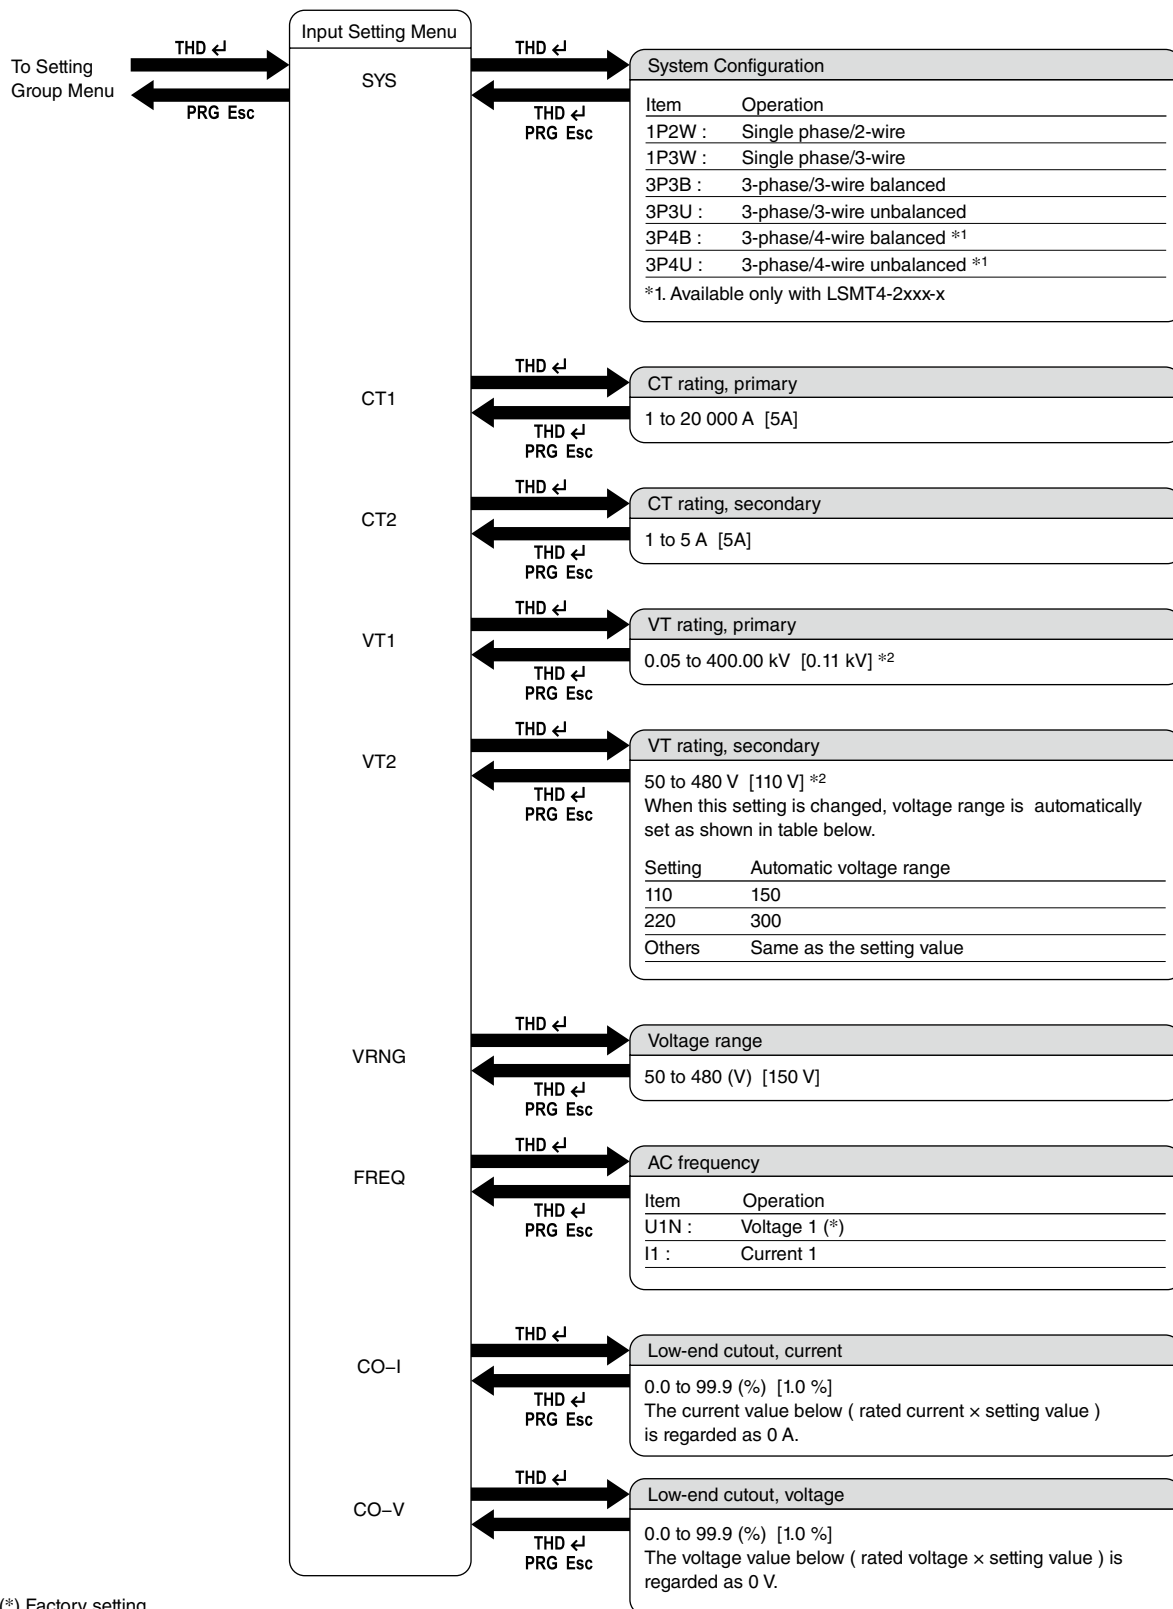 Input Setting Menu
To Setting
Group Menu
THD ↵
PRG Esc
SYS
THD ↵
THD ↵
PRG Esc
System Configuration
Item Operation
1P2W : Single phase/2-wire
1P3W : Single phase/3-wire
3P3B : 3-phase/3-wire balanced
3P3U : 3-phase/3-wire unbalanced
3P4B : 3-phase/4-wire balanced *1
3P4U : 3-phase/4-wire unbalanced *1
*1. Available only with LSMT4-2xxx-x
CT1
THD ↵
THD ↵
PRG Esc
CT rating, primary
1 to 20 000 A [5A]
CT2
THD ↵
THD ↵
PRG Esc
CT rating, secondary
1 to 5 A [5A]
VT1
THD ↵
THD ↵
PRG Esc
VT rating, primary
0.05 to 400.00 kV [0.11 kV] *2
VT2
THD ↵
THD ↵
PRG Esc
VT rating, secondary
50 to 480 V [110 V] *2
When this setting is changed, voltage range is automatically
set as shown in table below.
Setting Automatic voltage range
110 150
220 300
Others Same as the setting value
VRNG
THD ↵
THD ↵
PRG Esc
Voltage range
50 to 480 (V) [150 V]
FREQ
THD ↵
THD ↵
PRG Esc
AC frequency
Item Operation
U1N : Voltage 1 (*)
I1 : Current 1
CO–I
THD ↵
THD ↵
PRG Esc
Low-end cutout, current
0.0 to 99.9 (%) [1.0 %]
The current value below ( rated current × setting value )
is regarded as 0 A.
CO–V
THD ↵
THD ↵
PRG Esc
Low-end cutout, voltage
0.0 to 99.9 (%) [1.0 %]
The voltage value below ( rated voltage × setting value ) is
regarded as 0 V.
(*) Factory setting